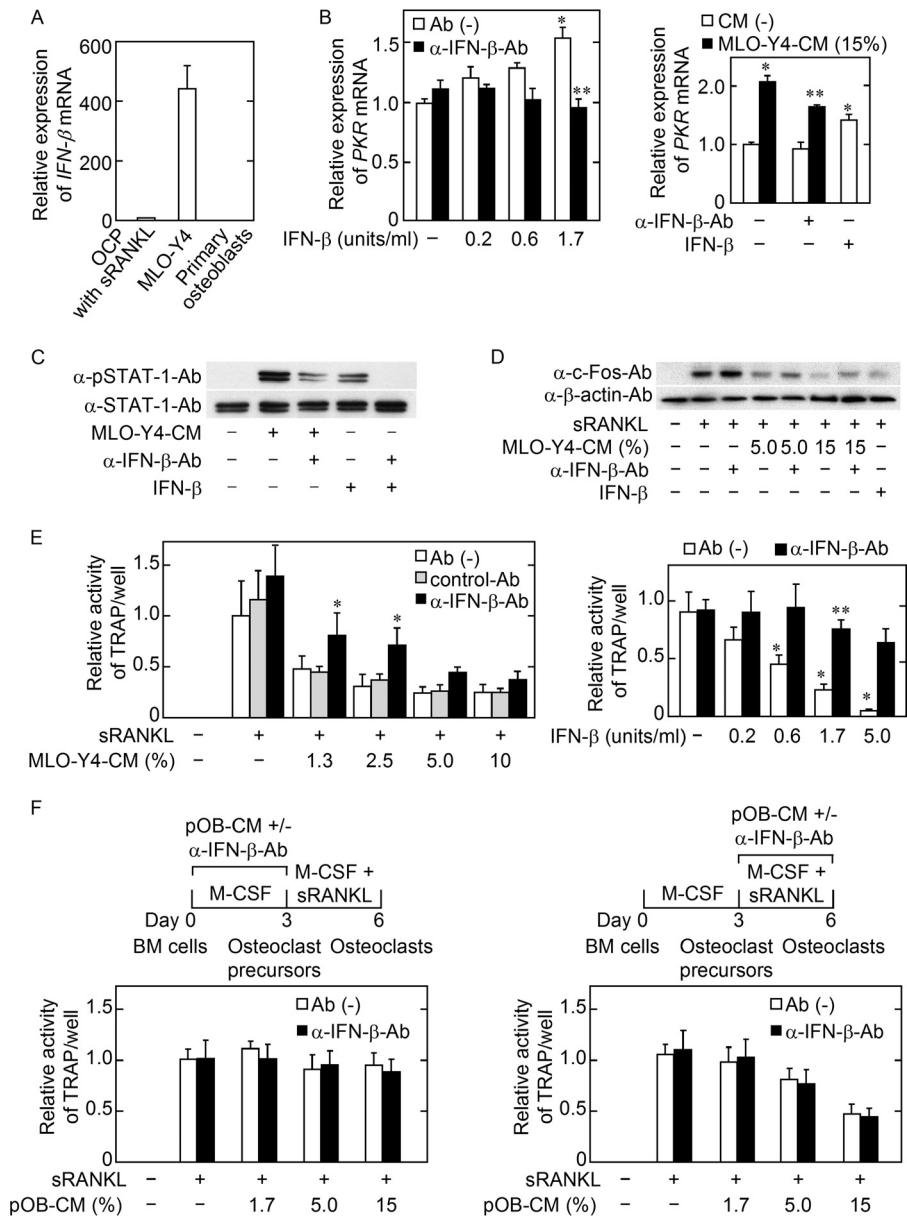 A
Relative expression
of IFN-β mRNA
600
400
200
0
OCP
with sRANKL
MLO-Y4
Primary
osteoblasts
B
Relative expression
of PKR mRNA
Ab (-)
α-IFN-β-Ab
1.5
1.0
0
*
**
IFN-β (units/ml) – 0.2 0.6 1.7
CM (-)
MLO-Y4-CM (15%)
Relative expression
of PKR mRNA
2.0
1.0
0.0
* ** *
α-IFN-β-Ab – + –
IFN-β – – +
C
α-pSTAT-1-Ab
α-STAT-1-Ab
MLO-Y4-CM – + + – –
α-IFN-β-Ab – – + – +
IFN-β – – – + +
D
α-c-Fos-Ab
α-β-actin-Ab
sRANKL – + + + + + + +
MLO-Y4-CM (%) – – – 5.0 5.0 15 15 –
α-IFN-β-Ab – – + – + – + –
IFN-β – – – – – – – +
E
Relative activity
of TRAP/well
1.5
1.0
0.5
0
Ab (-)
control-Ab
α-IFN-β-Ab
* *
sRANKL – + + + + +
MLO-Y4-CM (%) – – 1.3 2.5 5.0 10
Ab (-) α-IFN-β-Ab
Relative activity
of TRAP/well
1.0
0.5
0
* * ** *
IFN-β (units/ml) – 0.2 0.6 1.7 5.0
F
pOB-CM +/-
α-IFN-β-Ab
M-CSF
M-CSF +
sRANKL
Day 0 3 6
BM cells Osteoclast
precursors
Osteoclasts
Relative activity
of TRAP/well
1.5
1.0
0.5
0
Ab (-)
α-IFN-β-Ab
sRANKL – + + + +
pOB-CM (%) – – 1.7 5.0 15
pOB-CM +/-
α-IFN-β-Ab
M-CSF
M-CSF +
sRANKL
Day 0 3 6
BM cells Osteoclast
precursors
Osteoclasts
Relative activity
of TRAP/well
1.5
1.0
0.5
0
Ab (-)
α-IFN-β-Ab
sRANKL – + + + +
pOB-CM (%) – – 1.7 5.0 15